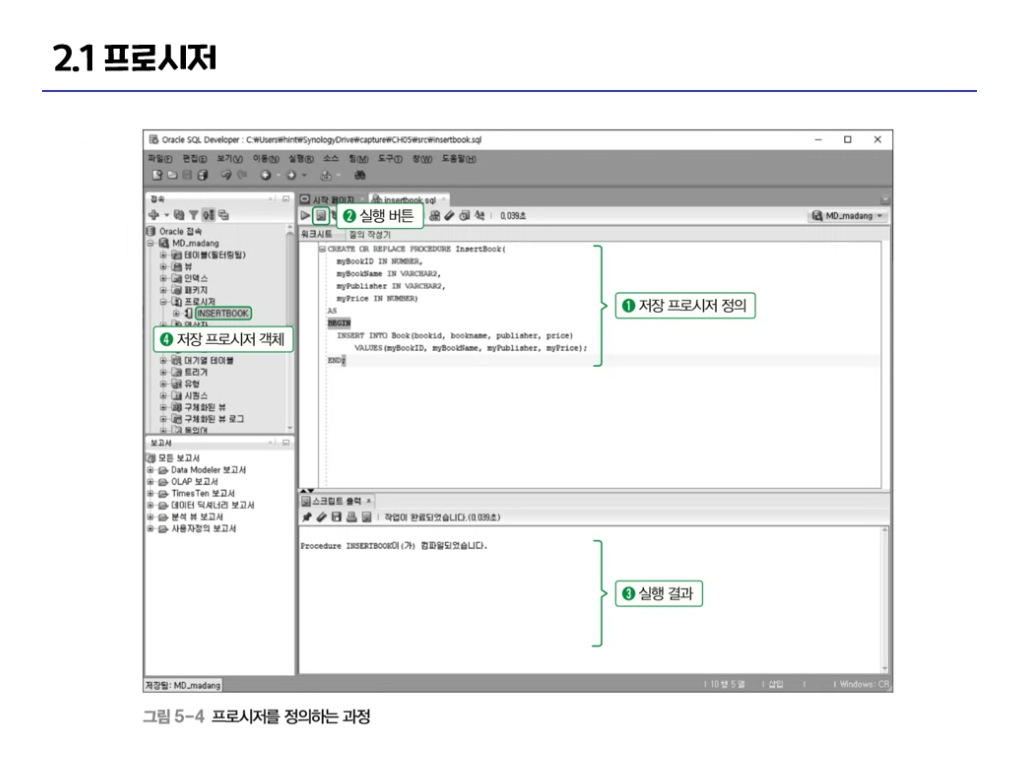 2.1 프로시저
Oracle SQL Developer : C:₩Users₩hint₩SynologyDrive₩capture₩CH05₩src₩insertbook.sql
파일(F) 편집(E) 보기(V) 이동(N) 실행(R) 소스 팀(M) 도구(T) 창(W) 도움말(H)
접속
Oracle 접속
MD_madang
테이블(필터링됨)
뷰
인덱스
패키지
프로시저
INSERTBOOK
❹ 저장 프로시저 객체
대기열 테이블
트리거
유형
시퀀스
구체화된 뷰
구체화된 뷰 로그
동의어
보고서
모든 보고서
Data Modeler 보고서
OLAP 보고서
TimesTen 보고서
데이터 딕셔너리 보고서
분석 뷰 보고서
사용자정의 보고서
시작 페이지 insertbook.sql
❷ 실행 버튼
0.039초
MD_madang
워크시트 질의 작성기
CREATE OR REPLACE PROCEDURE InsertBook(
myBookID IN NUMBER,
myBookName IN VARCHAR2,
myPublisher IN VARCHAR2,
myPrice IN NUMBER)
AS
BEGIN
INSERT INTO Book(bookid, bookname, publisher, price)
VALUES(myBookID, myBookName, myPublisher, myPrice);
END;
❶ 저장 프로시저 정의
스크립트 출력 ×
작업이 완료되었습니다.(0.039초)
Procedure INSERTBOOK이(가) 컴파일되었습니다.
❸ 실행 결과
저장됨: MD_madang
10행 5열 삽입 Windows: CR
그림 5-4 프로시저를 정의하는 과정